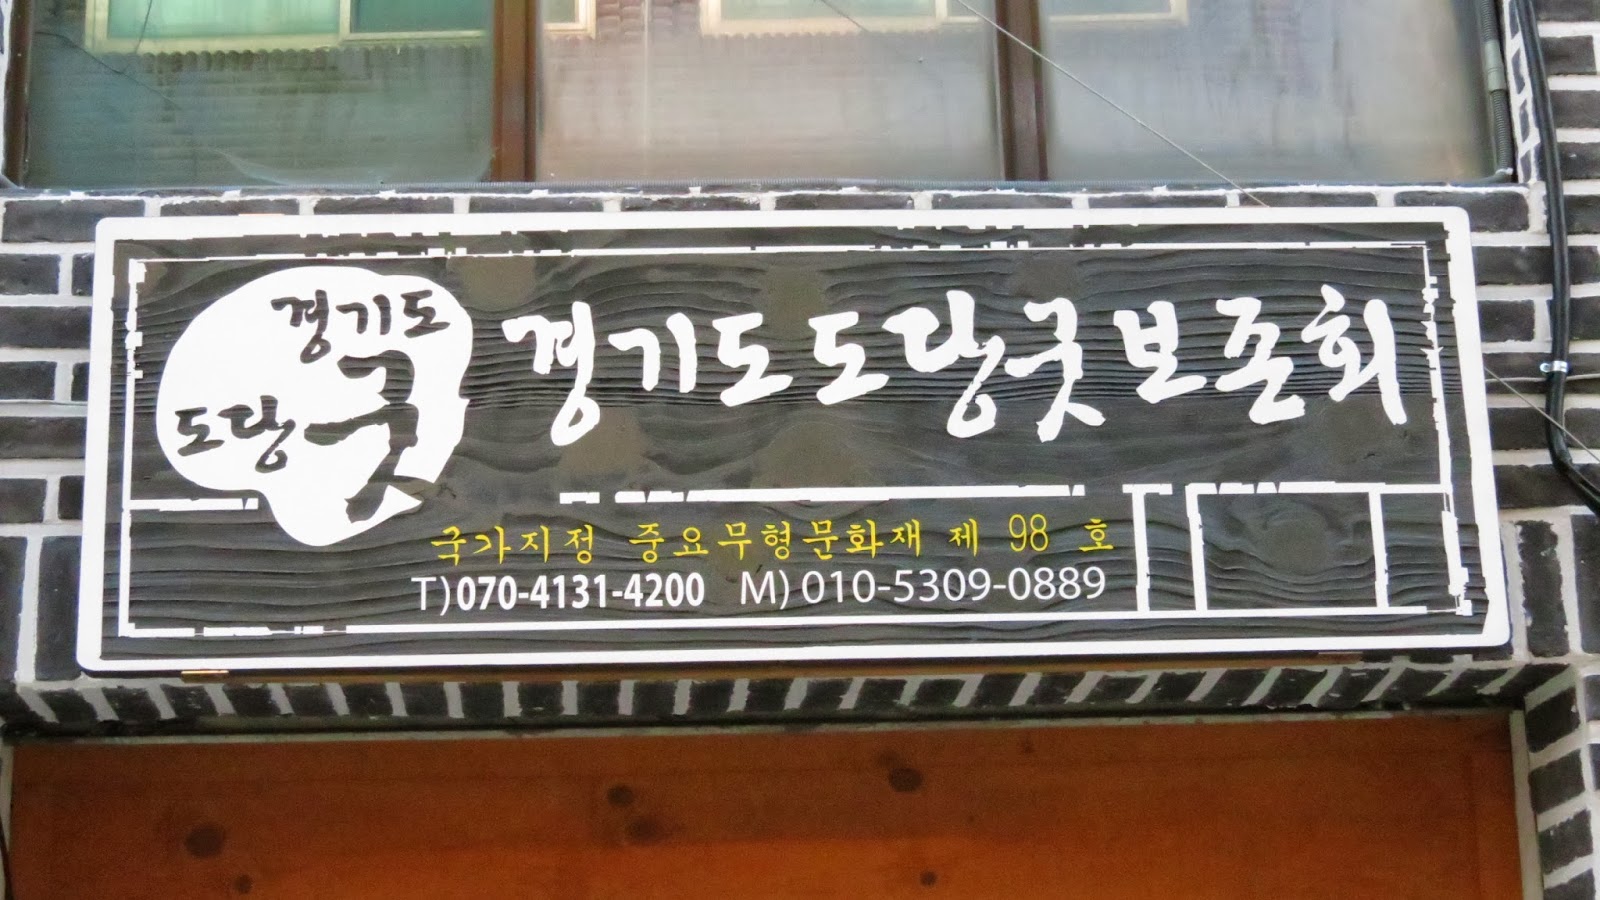 경기도
도당굿
경기도도당굿보존회
국가지정 중요무형문화재 제 98 호
T)070-4131-4200 M)010-5309-0889